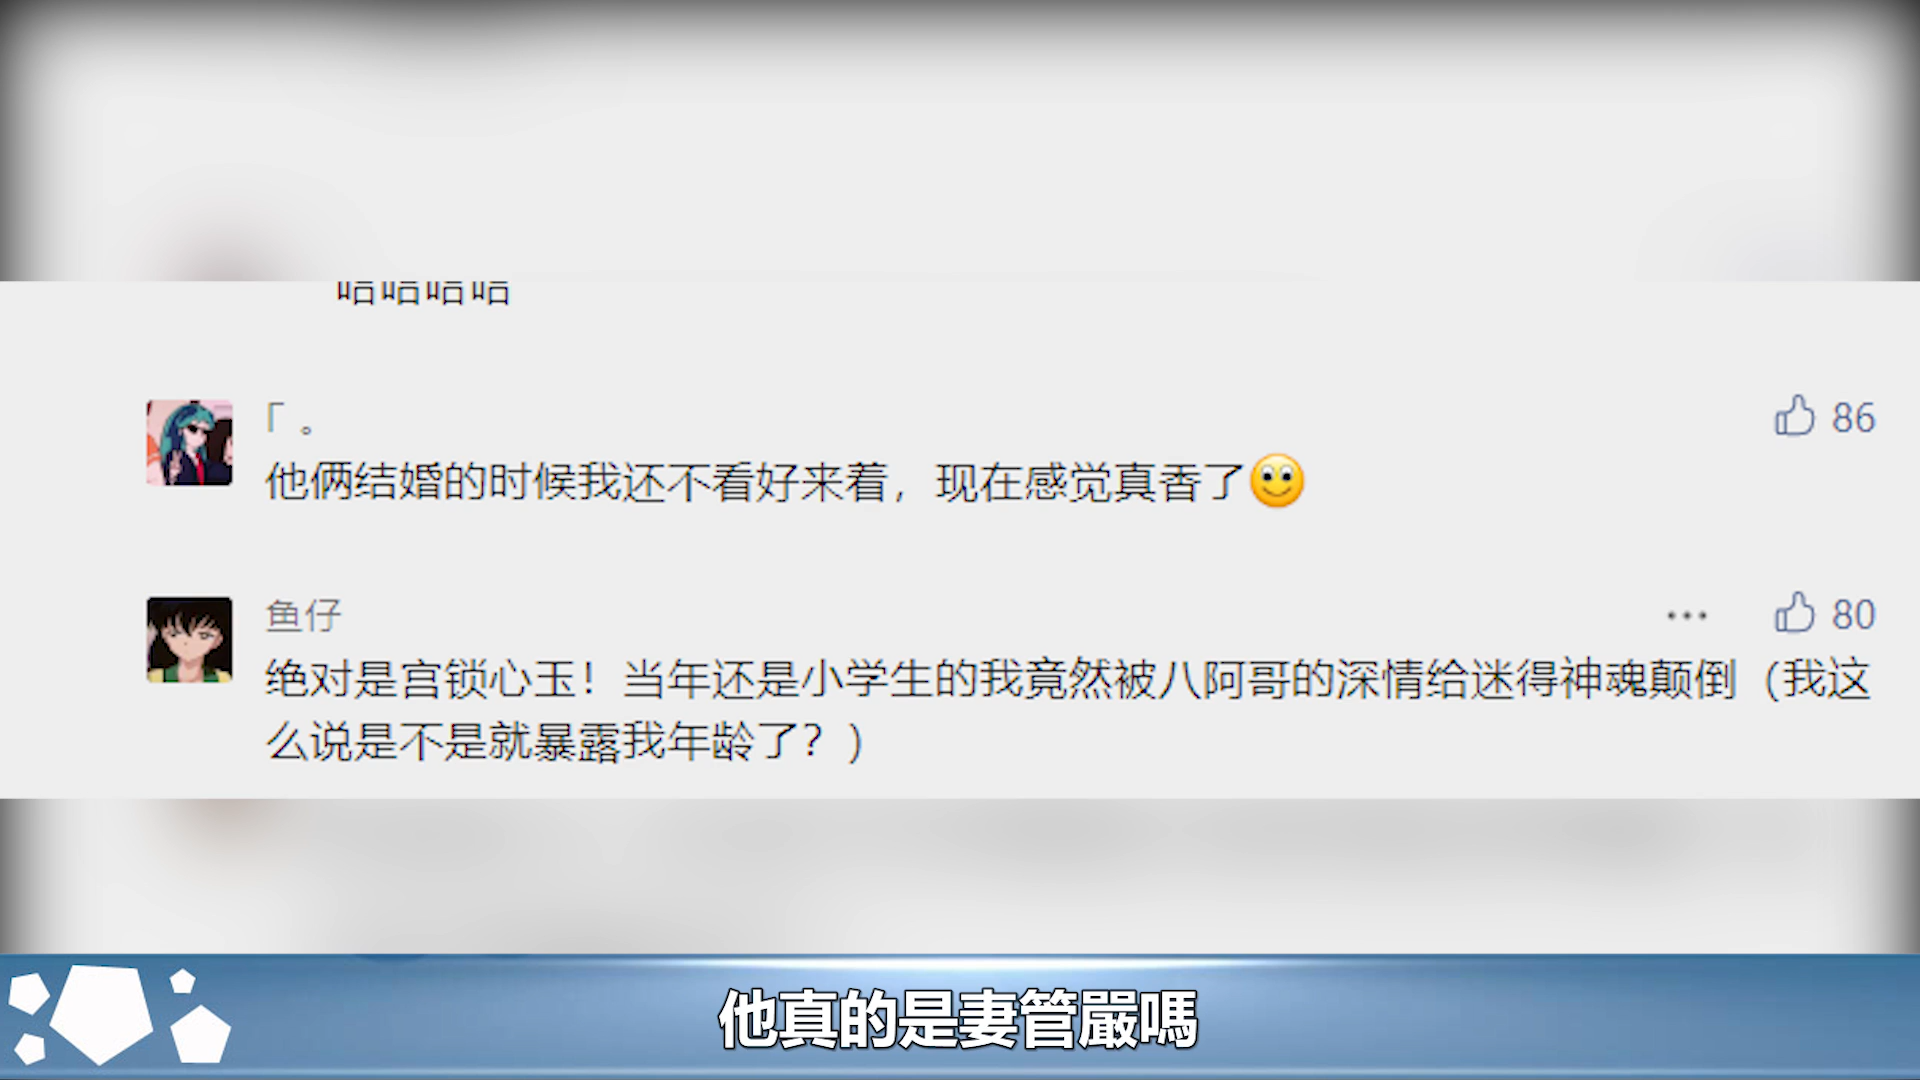 哈哈哈哈
「 。
86
他俩结婚的时候我还不看好来着，现在感觉真香了
鱼仔
80
绝对是宫锁心玉！当年还是小学生的我竟然被八阿哥的深情给迷得神魂颠倒（我这
么说是不是就暴露我年龄了？）
他真的是妻管嚴嗎